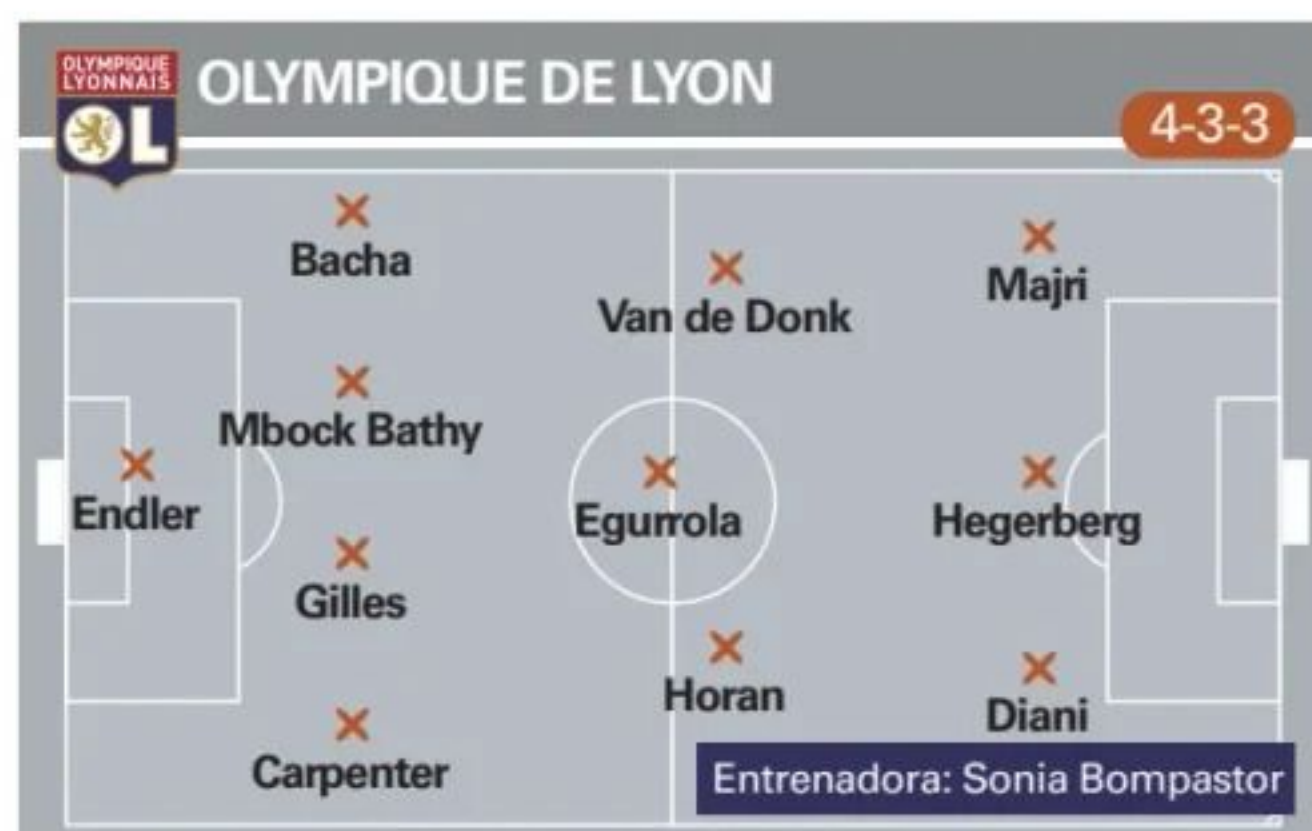 OLYMPIQUE
LYONNAIS
OL
OLYMPIQUE DE LYON
4-3-3
Bacha
Majri
Van de Donk
Mbock Bathy
Endler
Egurrola
Hegerberg
Gilles
Horan
Diani
Carpenter
Entrenadora: Sonia Bompastor